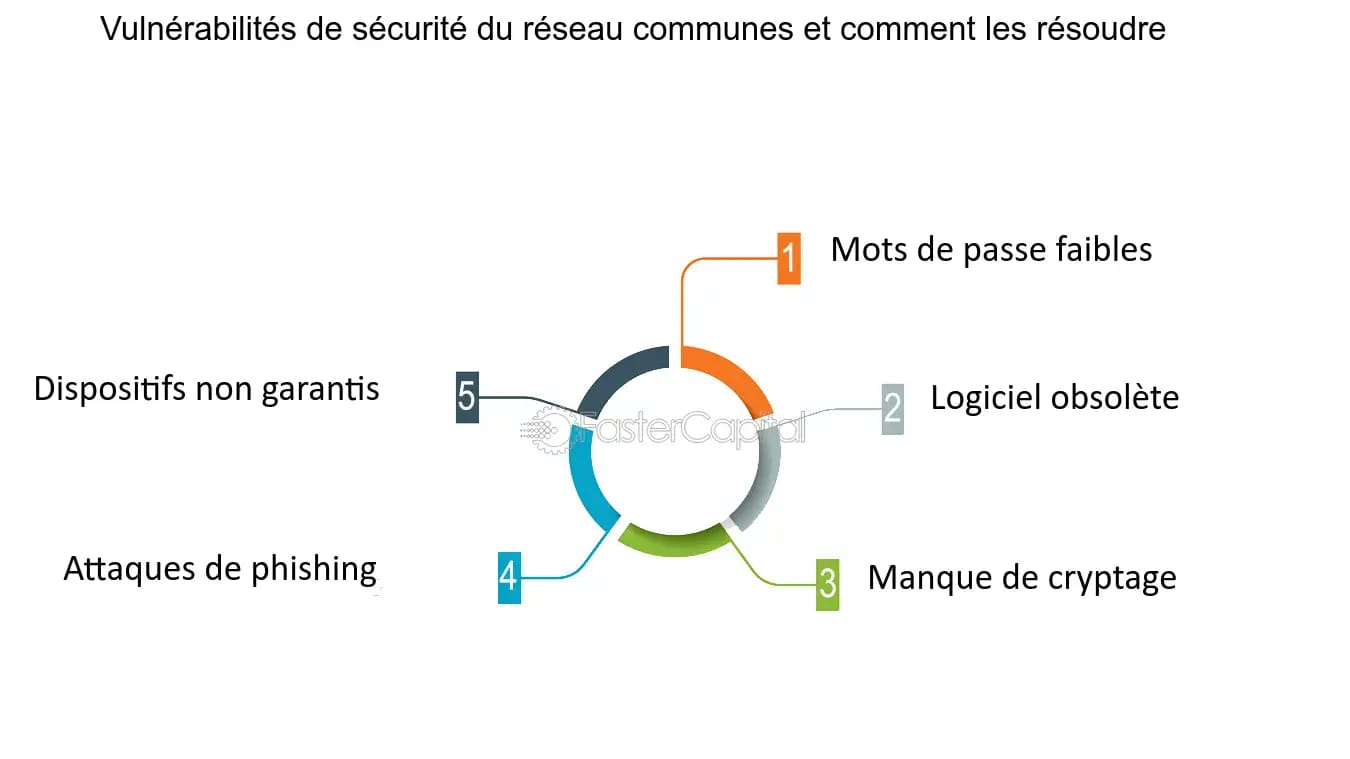 Vulnérabilités de sécurité du réseau communes et comment les résoudre
1 Mots de passe faibles
2 Logiciel obsolète
3 Manque de cryptage
4 Attaques de phishing
5 Dispositifs non garantis
FasterCapital